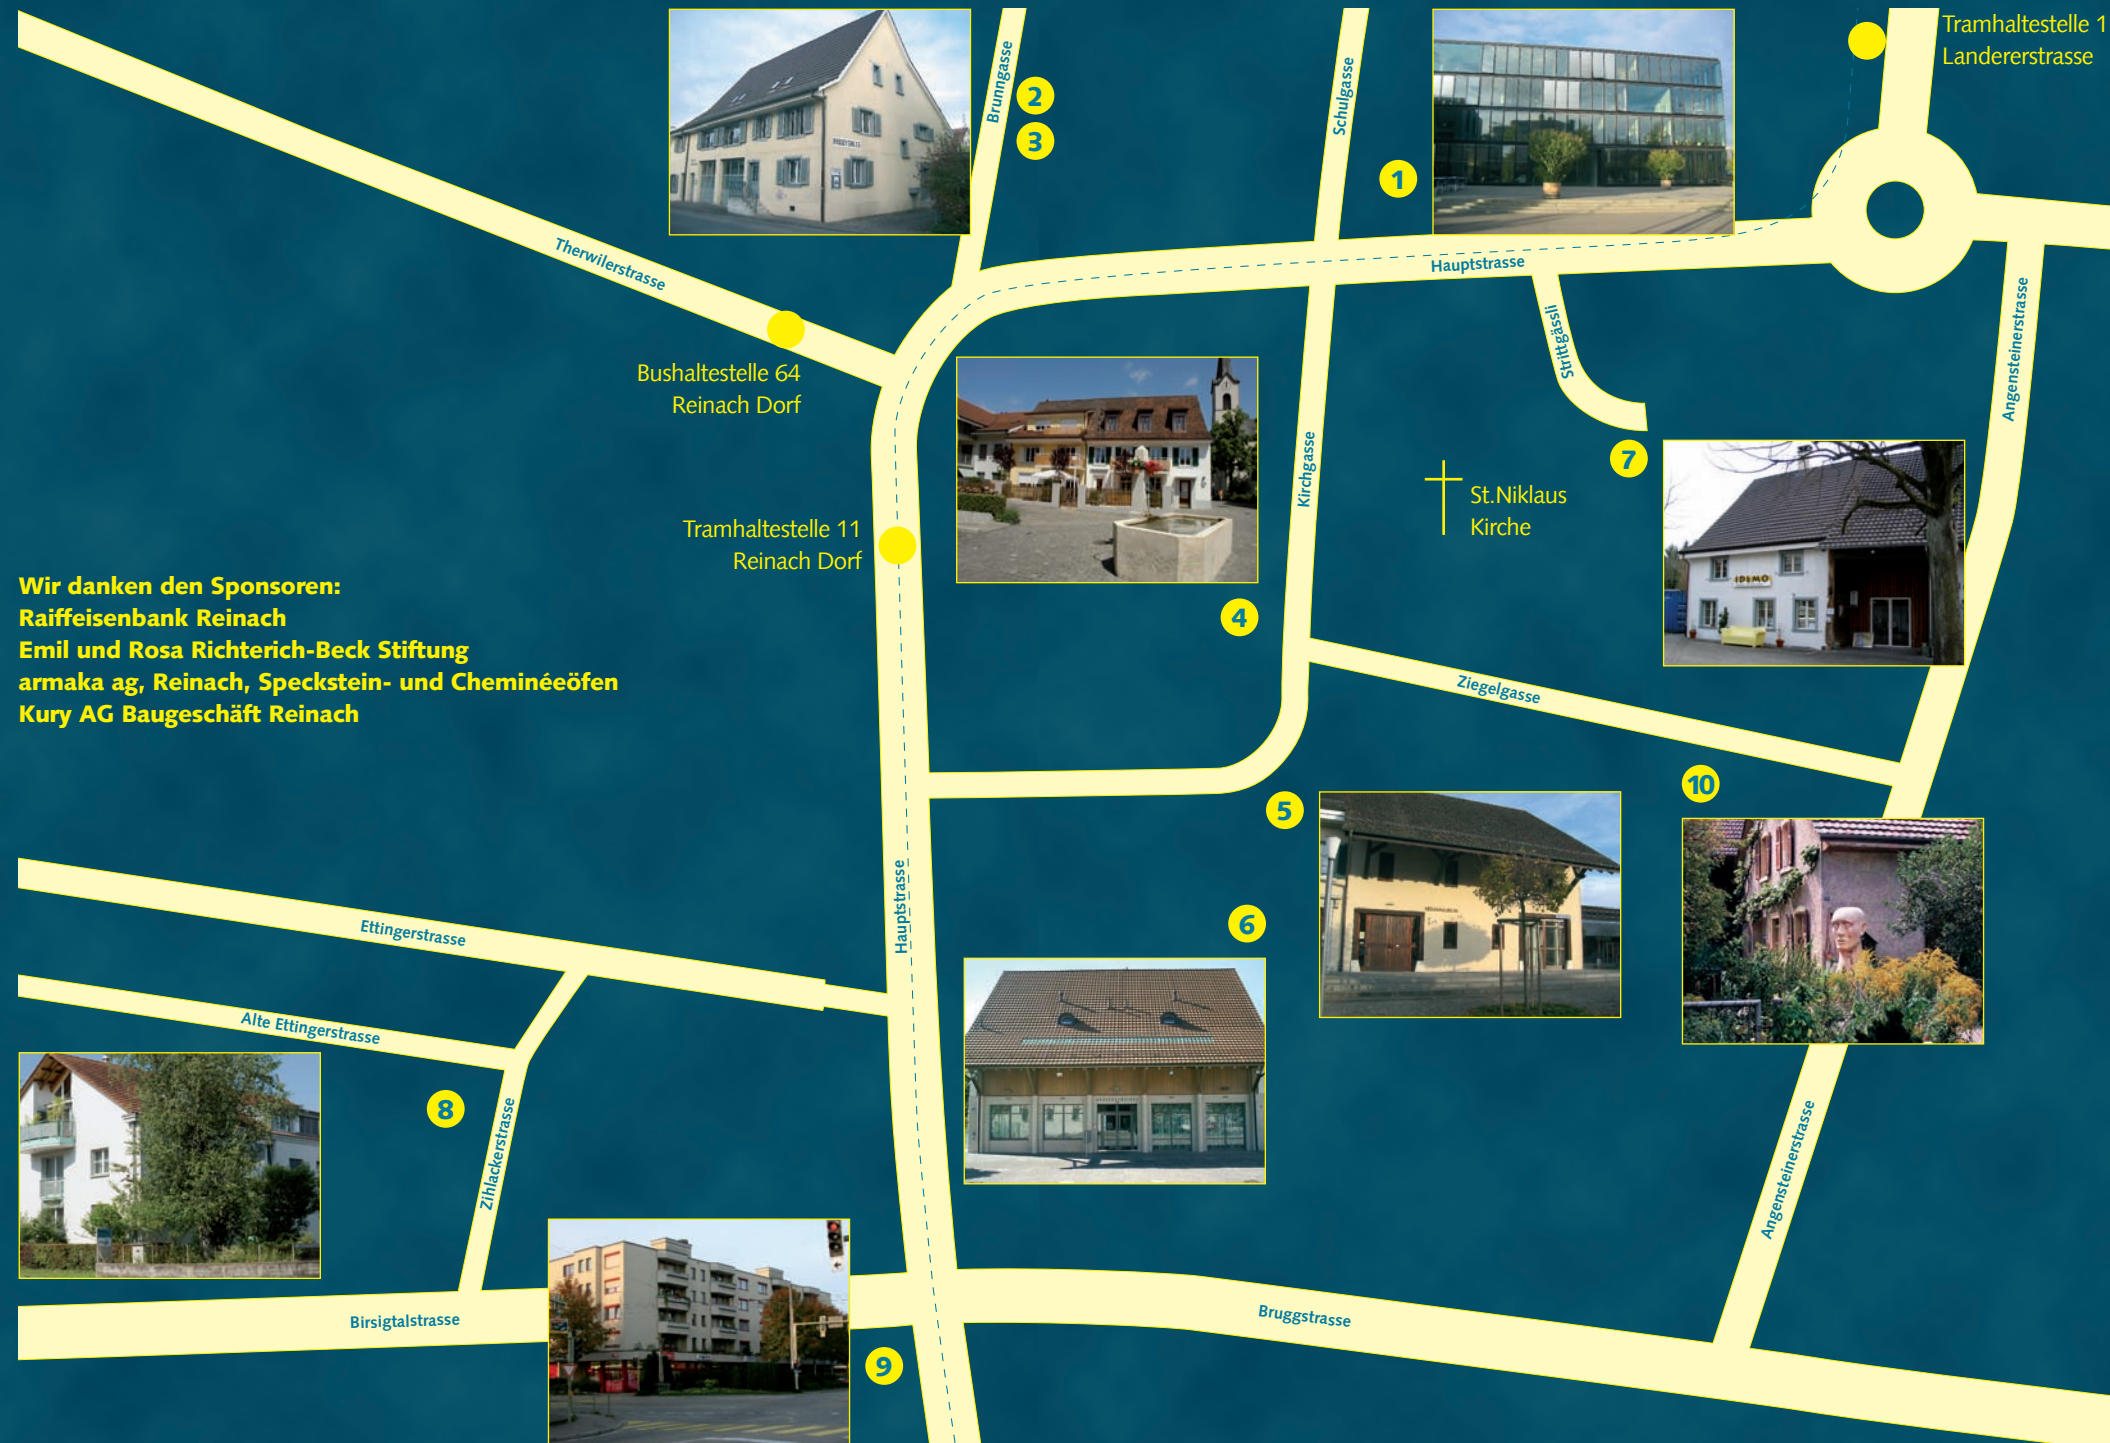 Tramhaltestelle 1
Landererstrasse
Brunngasse
2
3
Schulgasse
1
Therwilerstrasse
Hauptstrasse
Strittgässli
Angensteinerstrasse
Bushaltestelle 64
Reinach Dorf
Kirchgasse
7
St.Niklaus
Kirche
IDEMO
Tramhaltestelle 11
Reinach Dorf
Wir danken den Sponsoren:
Raiffeisenbank Reinach
Emil und Rosa Richterich-Beck Stiftung
armaka ag, Reinach, Speckstein- und Cheminéeöfen
Kury AG Baugeschäft Reinach
4
Ziegelgasse
10
5
6
Hauptstrasse
Ettingerstrasse
Alte Ettingerstrasse
8
Zihlackerstrasse
Angensteinerstrasse
Birsigtalstrasse
Bruggstrasse
9